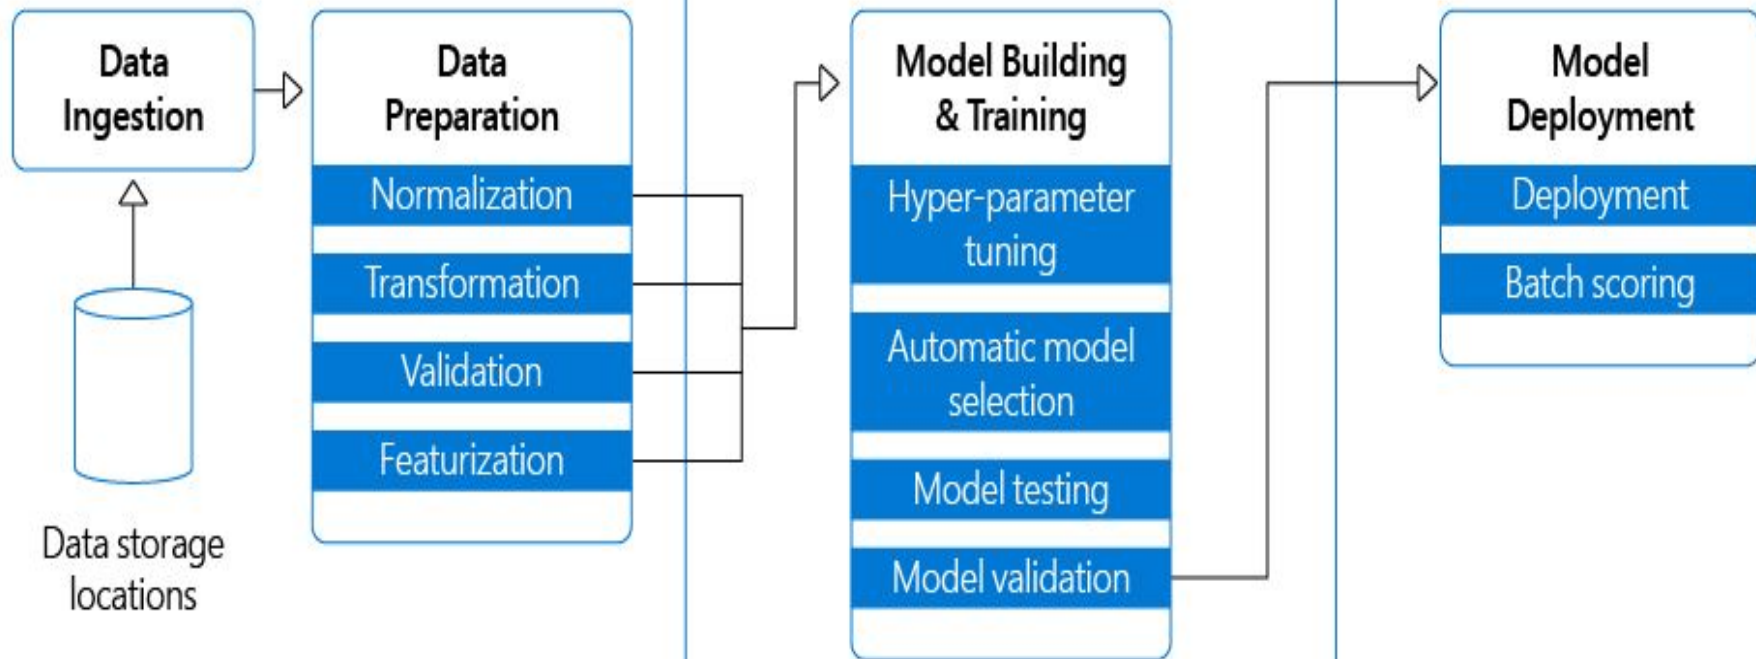 Data
Ingestion
Data storage
locations
Data
Preparation
Normalization
Transformation
Validation
Featurization
Model Building
& Training
Hyper-parameter
tuning
Automatic model
selection
Model testing
Model validation
Model
Deployment
Deployment
Batch scoring